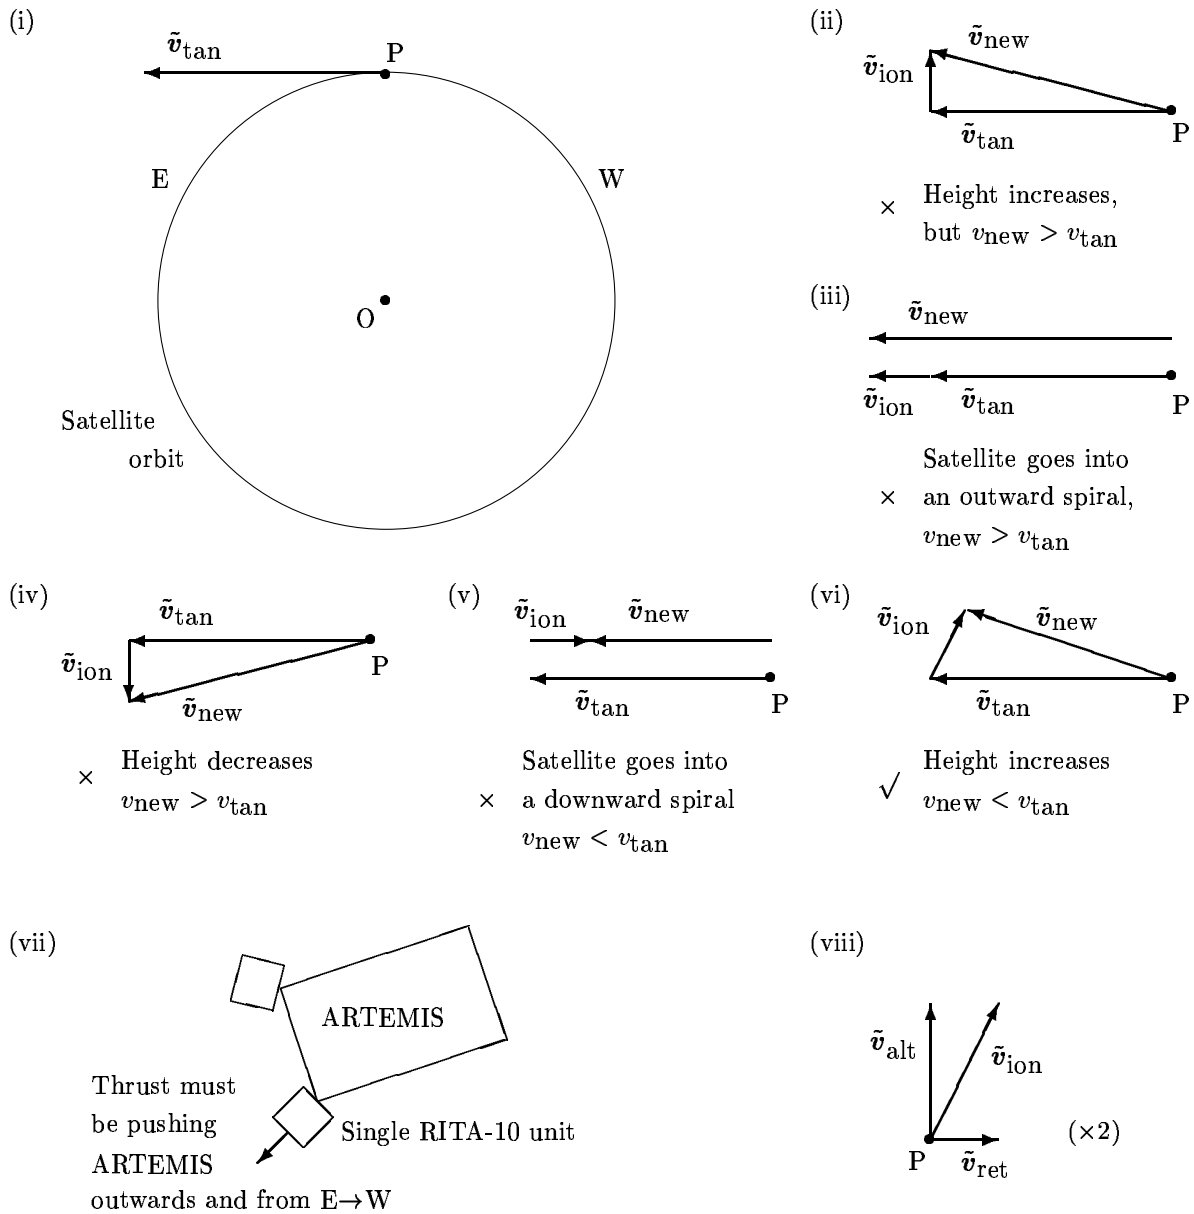 (i)
ṽtan
P
E
W
O
Satellite
orbit
(ii)
ṽnew
ṽion
ṽtan
P
× Height increases,
but vnew > vtan
(iii)
ṽnew
ṽion
ṽtan
P
Satellite goes into
× an outward spiral,
vnew > vtan
(iv)
ṽtan
ṽion
P
ṽnew
× Height decreases
vnew > vtan
(v)
ṽion ṽnew
ṽtan
P
Satellite goes into
× a downward spiral
vnew < vtan
(vi)
ṽion
ṽnew
ṽtan
P
√ Height increases
vnew < vtan
(vii)
ARTEMIS
Thrust must
be pushing
ARTEMIS
outwards and from E→W
Single RITA-10 unit
(viii)
ṽalt
ṽion
P
ṽret
(×2)